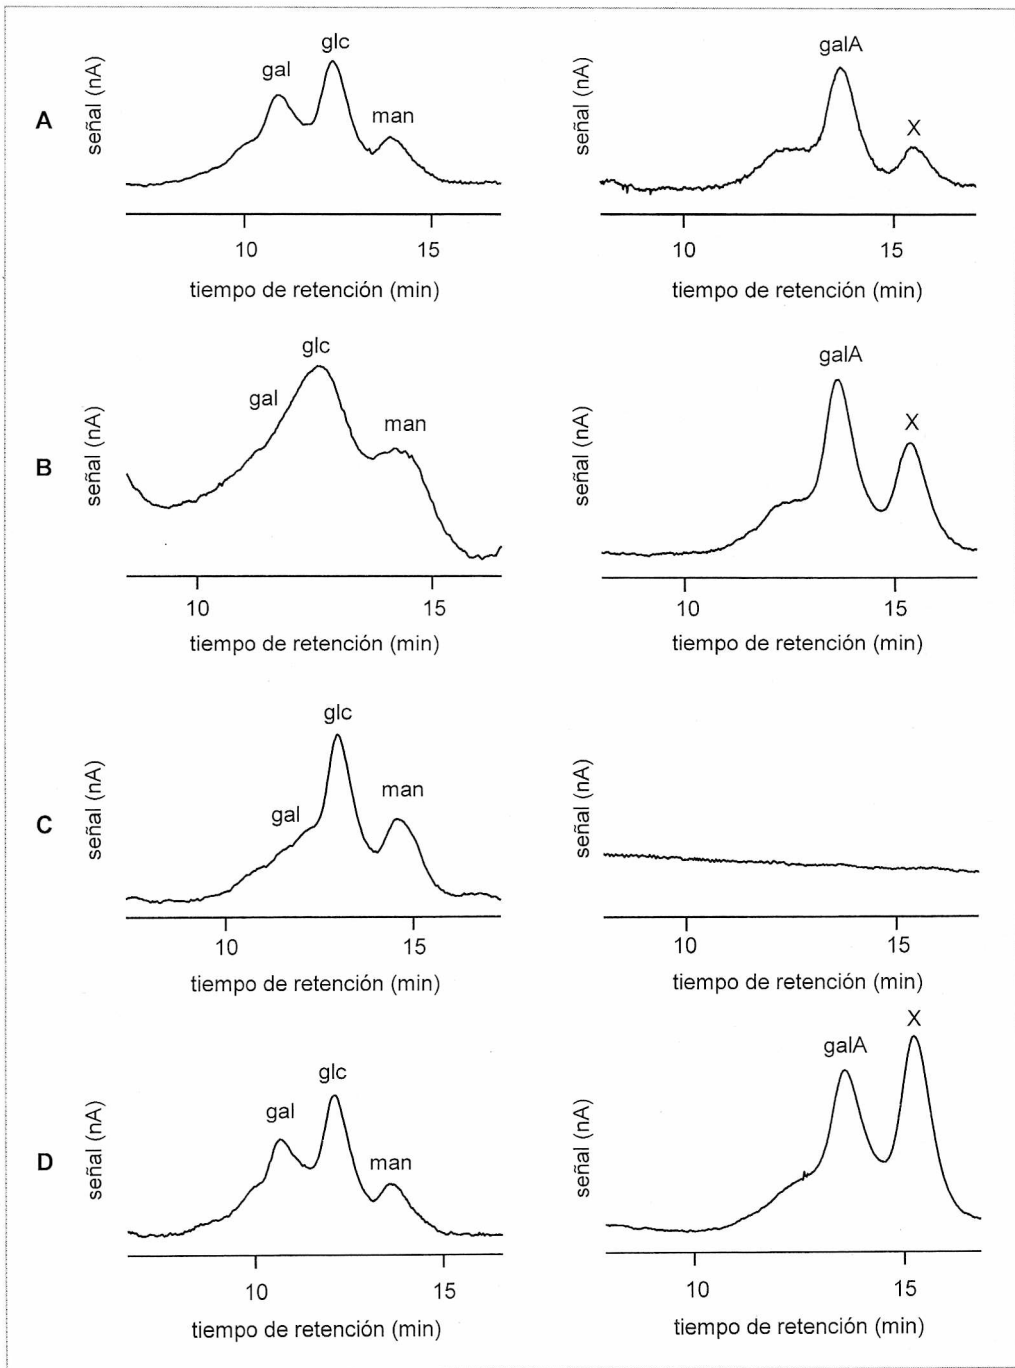 A
señal (nA)
gal
glc
man
10
15
tiempo de retención (min)
señal (nA)
galA
X
10
15
tiempo de retención (min)
B
señal (nA)
gal
glc
man
10
15
tiempo de retención (min)
señal (nA)
galA
X
10
15
tiempo de retención (min)
C
señal (nA)
gal
glc
man
10
15
tiempo de retención (min)
señal (nA)
10
15
tiempo de retención (min)
D
señal (nA)
gal
glc
man
10
15
tiempo de retención (min)
señal (nA)
galA
X
10
15
tiempo de retención (min)